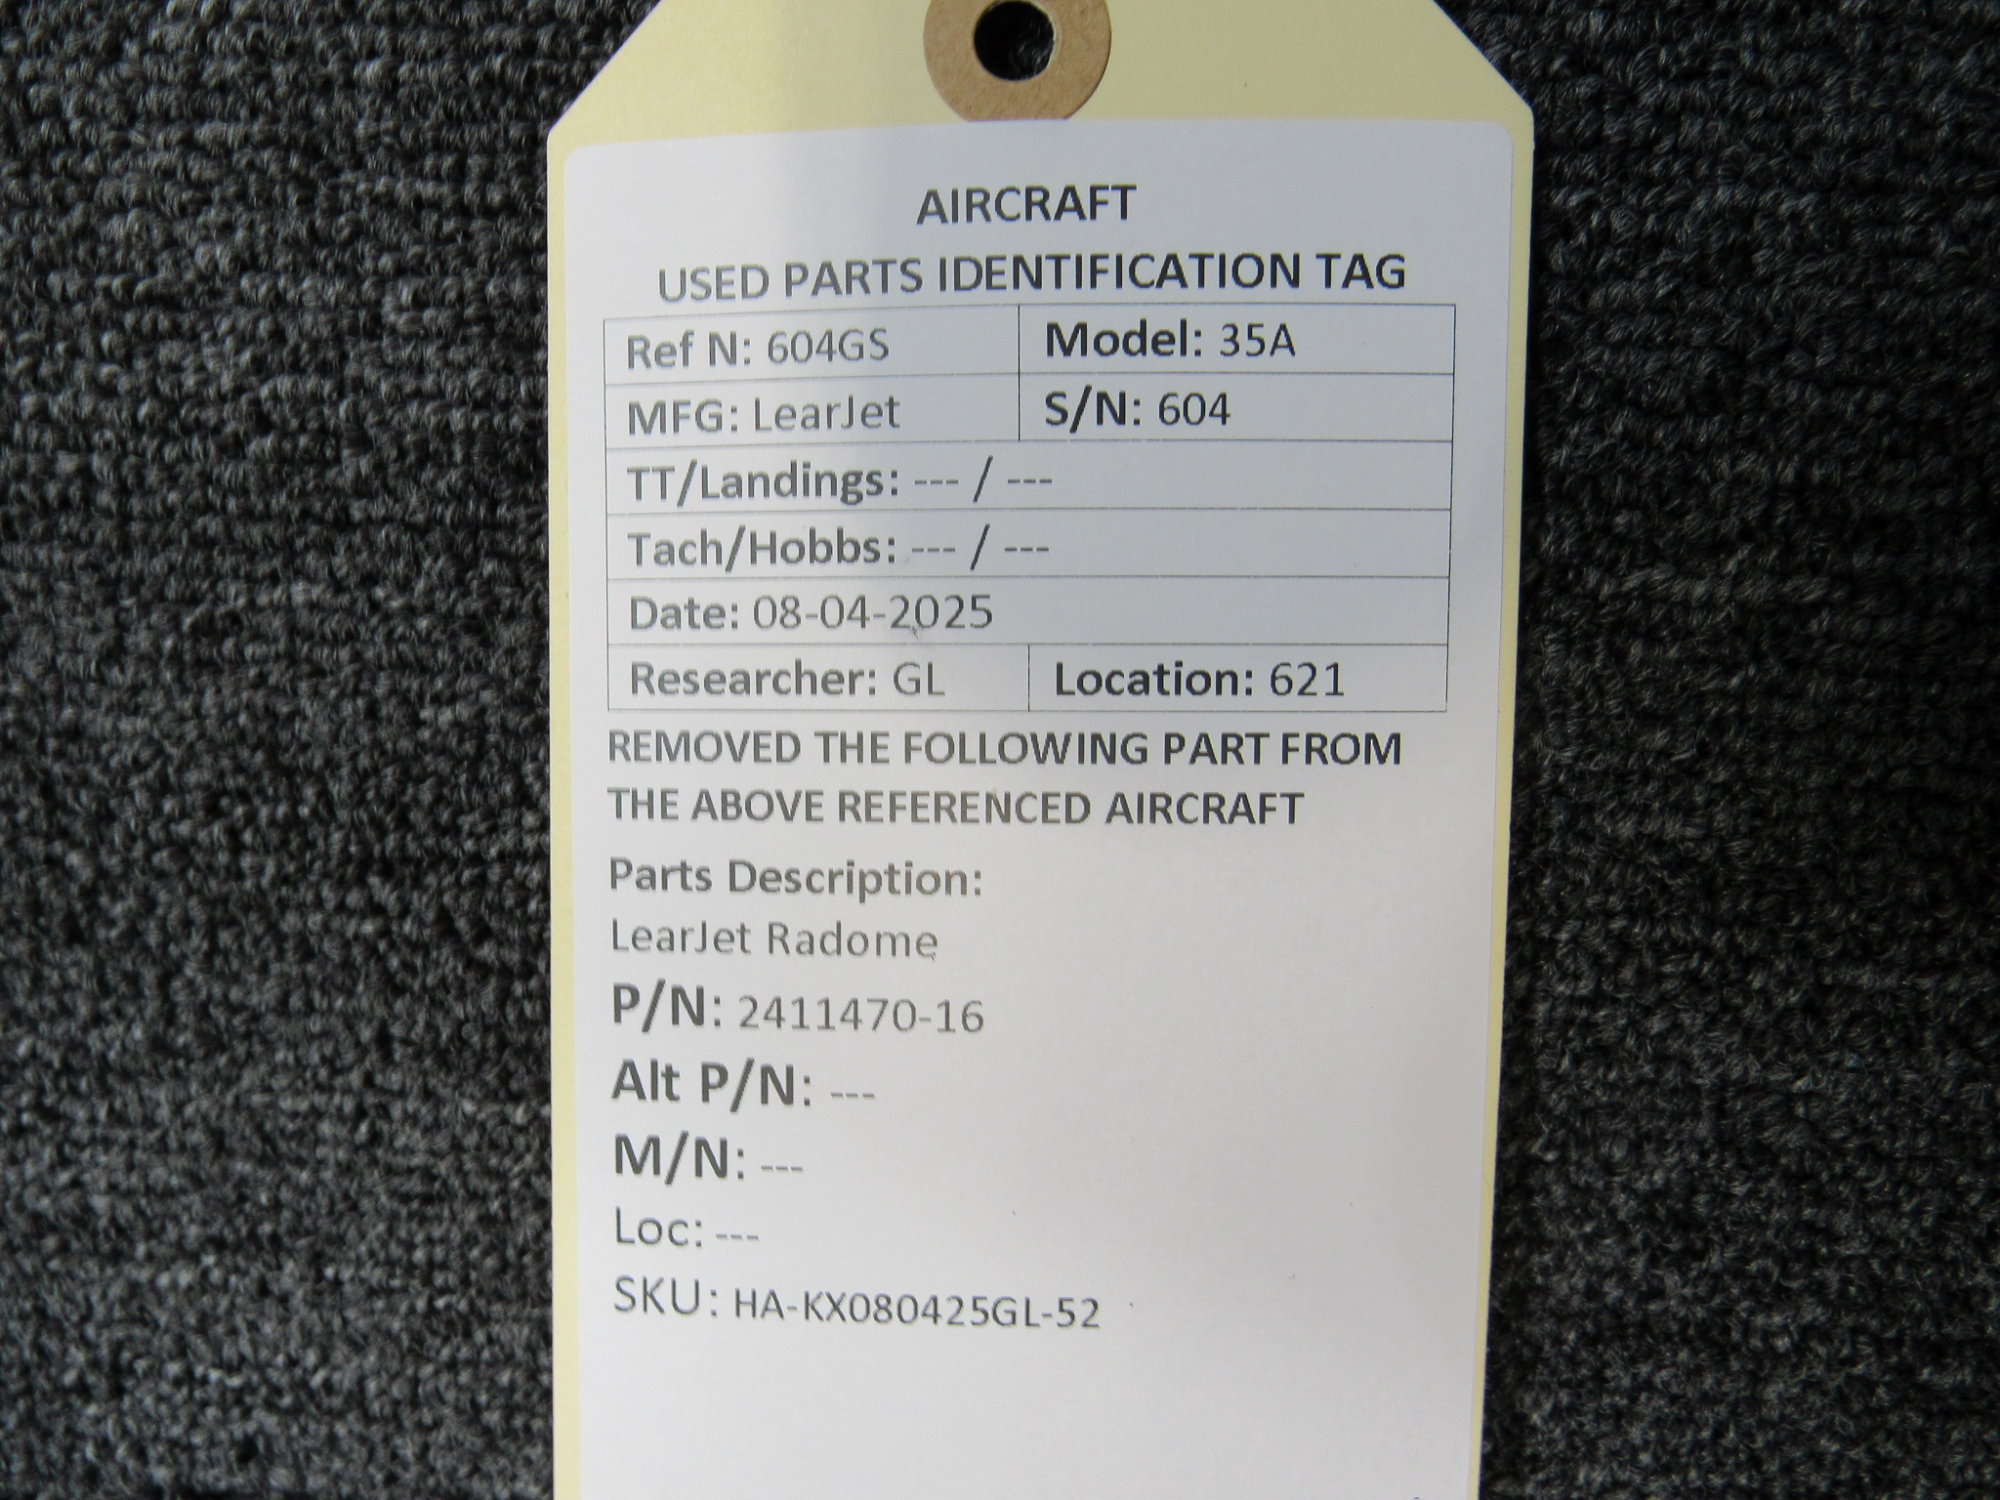 AIRCRAFT
USED PARTS IDENTIFICATION TAG
Ref N: 604GS Model: 35A
MFG: LearJet S/N: 604
TT/Landings: --- / ---
Tach/Hobbs: --- / ---
Date: 08-04-2025
Researcher: GL Location: 621
REMOVED THE FOLLOWING PART FROM
THE ABOVE REFERENCED AIRCRAFT
Parts Description:
LearJet Radome
P/N: 2411470-16
Alt P/N: ---
M/N: ---
Loc: ---
SKU: HA-KX080425GL-52